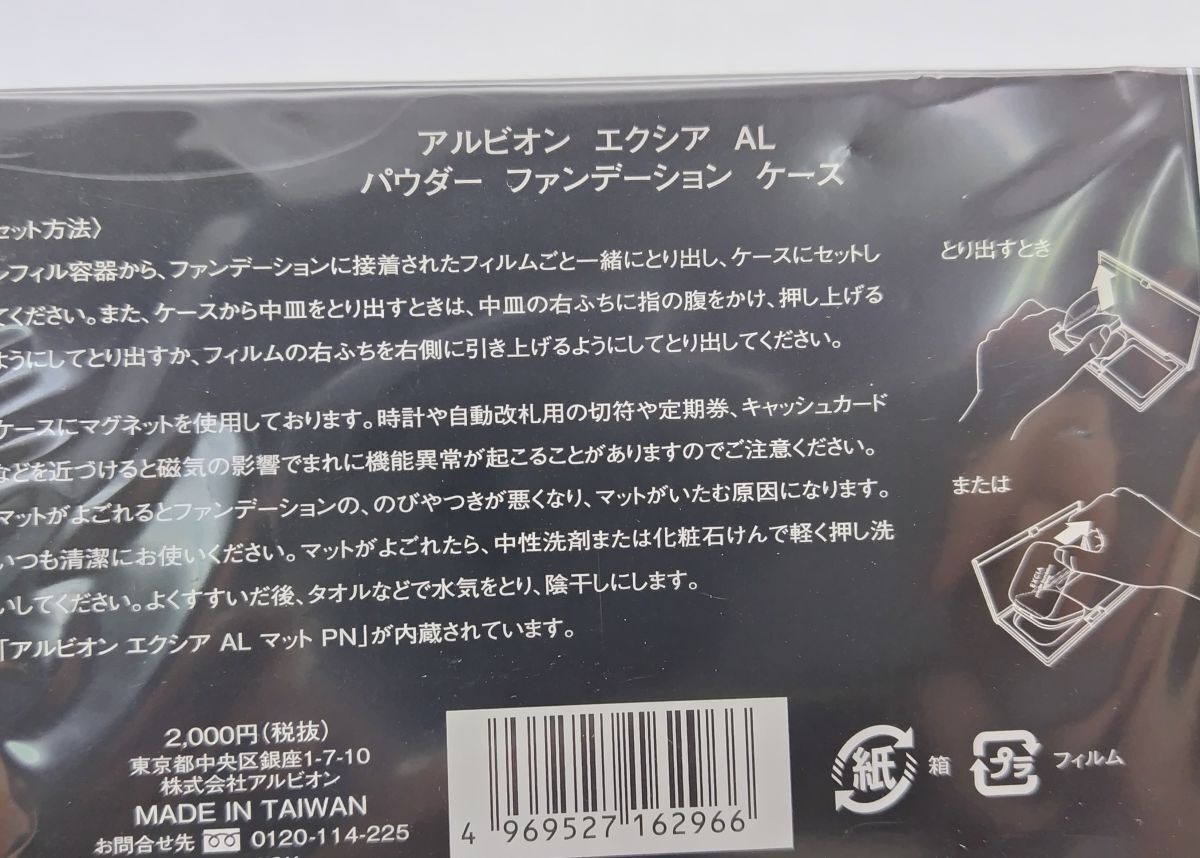 アルビオン エクシア AL
パウダー ファンデーション ケース
セット方法〉
フィル容器から、ファンデーションに接着されたフィルムごと一緒にとり出し、ケースにセットし
てください。また、ケースから中皿をとり出すときは、中皿の右ふちに指の腹をかけ、押し上げる
ようにしてとり出すか、フィルムの右ふちを右側に引き上げるようにしてとり出してください。
ケースにマグネットを使用しております。時計や自動改札用の切符や定期券、キャッシュカード
などを近づけると磁気の影響でまれに機能異常が起こることがありますのでご注意ください。
マットがよごれるとファンデーションの、のびやつきが悪くなり、マットがいたむ原因になります。
いつも清潔にお使いください。マットがよごれたら、中性洗剤または化粧石けんで軽く押し洗
いしてください。よくすすいだ後、タオルなどで水気をとり、陰干しにします。
「アルビオン エクシア AL マット PN」が内蔵されています。
とり出すとき
または
EXCIA
2,000円(税抜)
東京都中央区銀座1-7-10
株式会社アルビオン
MADE IN TAIWAN
お問合せ先 0120-114-225
4 969527 162966
紙 箱
プラ フィルム